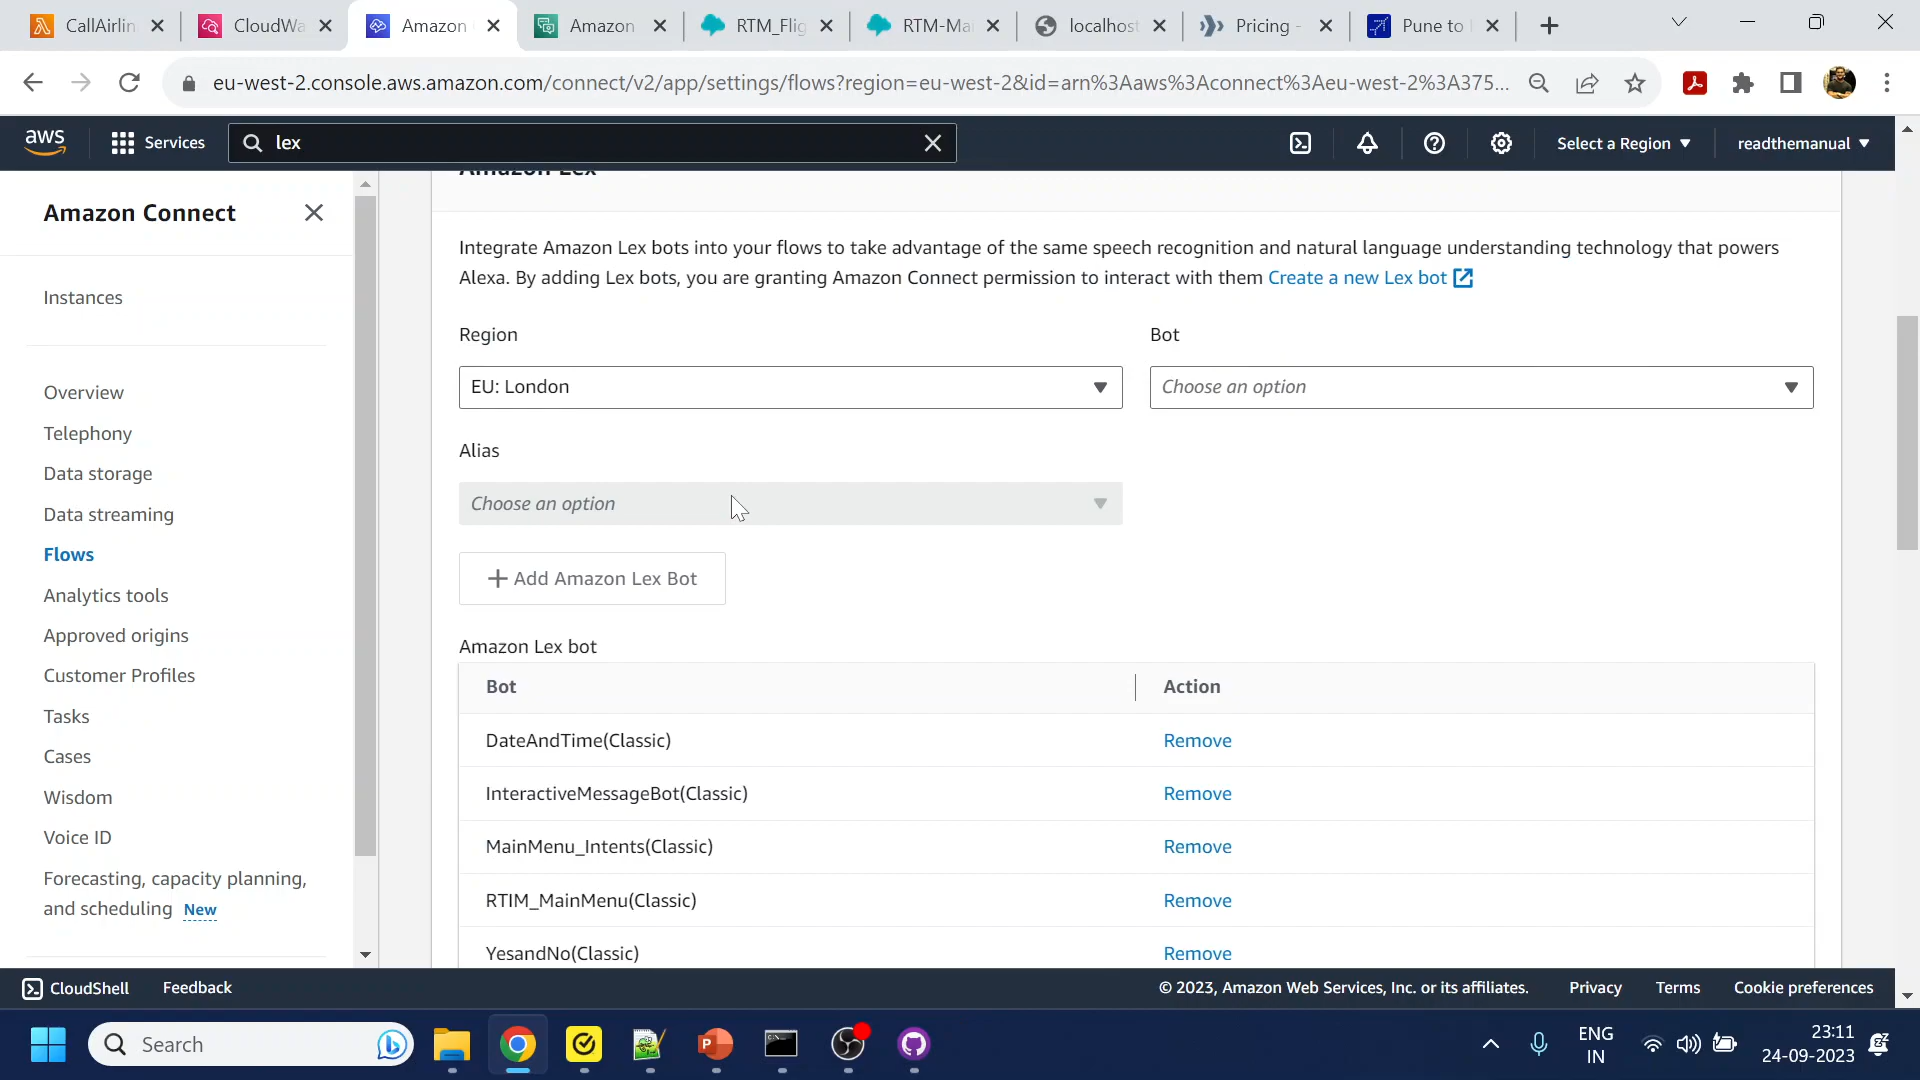 CallAirlin
CloudWa
Amazon
Amazon
RTM_Flig
RTM-Mai
localhost
Pricing -
Pune to
eu-west-2.console.aws.amazon.com/connect/v2/app/settings/flows?region=eu-west-2&id=arn%3Aaws%3Aconnect%3Aeu-west-2%3A375...
aws
Services
lex
Select a Region
readthemanual
Amazon Connect
Instances
Overview
Telephony
Data storage
Data streaming
Flows
Analytics tools
Approved origins
Customer Profiles
Tasks
Cases
Wisdom
Voice ID
Forecasting, capacity planning,
and scheduling New
Amazon Lex
Integrate Amazon Lex bots into your flows to take advantage of the same speech recognition and natural language understanding technology that powers
Alexa. By adding Lex bots, you are granting Amazon Connect permission to interact with them Create a new Lex bot
Region
Bot
EU: London
Choose an option
Alias
Choose an option
Add Amazon Lex Bot
Amazon Lex bot
Bot
Action
DateAndTime(Classic)
Remove
InteractiveMessageBot(Classic)
Remove
MainMenu_Intents(Classic)
Remove
RTIM_MainMenu(Classic)
Remove
YesandNo(Classic)
Remove
CloudShell
Feedback
© 2023, Amazon Web Services, Inc. or its affiliates.
Privacy
Terms
Cookie preferences
Search
ENG
IN
23:11
24-09-2023